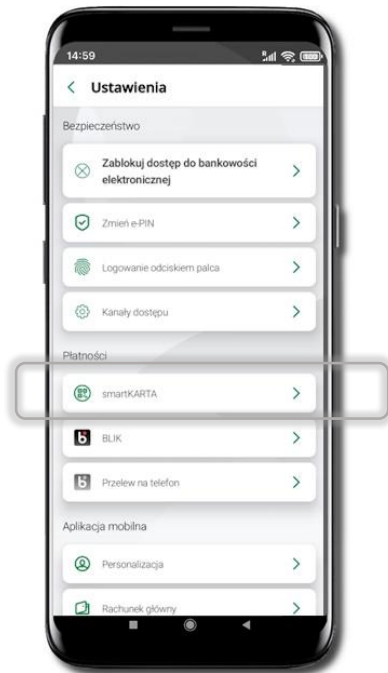 14:59
Ustawienia
Bezpieczeństwo
Zablokuj dostęp do bankowości
elektronicznej
Zmień e-PIN
Logowanie odciskiem palca
Kanały dostępu
Płatności
smartKARTA
BLIK
Przelew na telefon
Aplikacja mobilna
Personalizacja
Rachunek główny